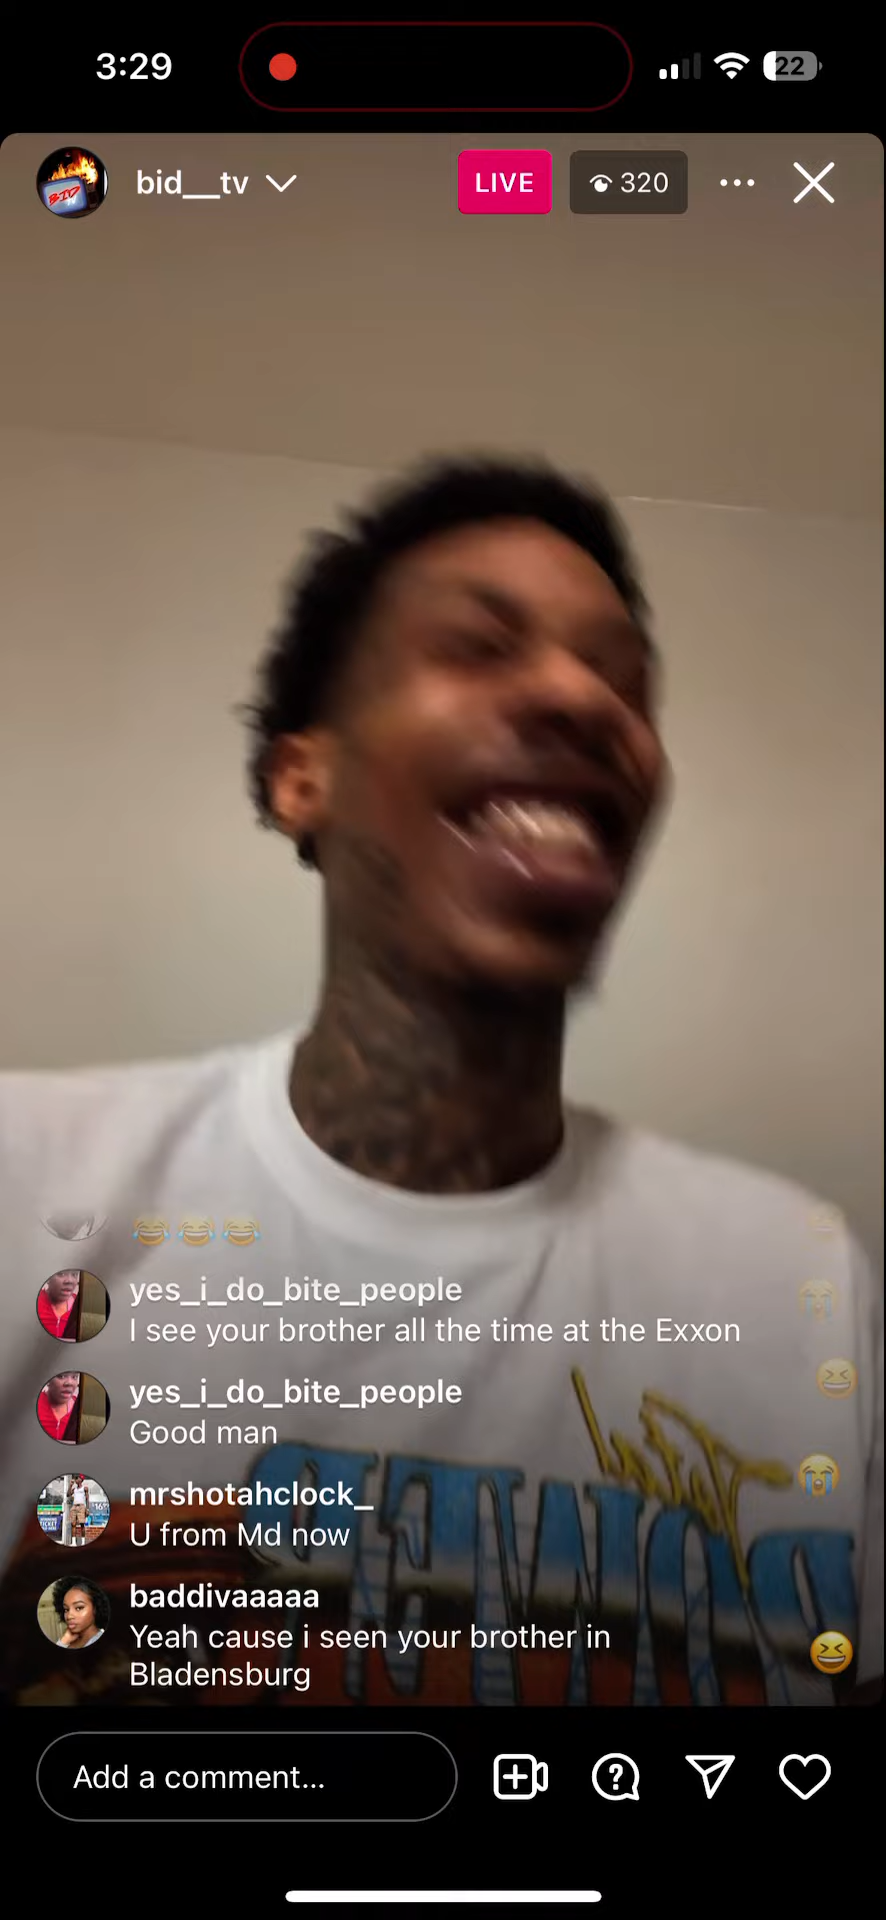 3:29
22
bid__tv
LIVE
320
BID
😂😂😂
yes_i_do_bite_people
I see your brother all the time at the Exxon
yes_i_do_bite_people
Good man
mrshotahclock_
U from Md now
baddivaaaaa
Yeah cause i seen your brother in
Bladensburg
Add a comment...